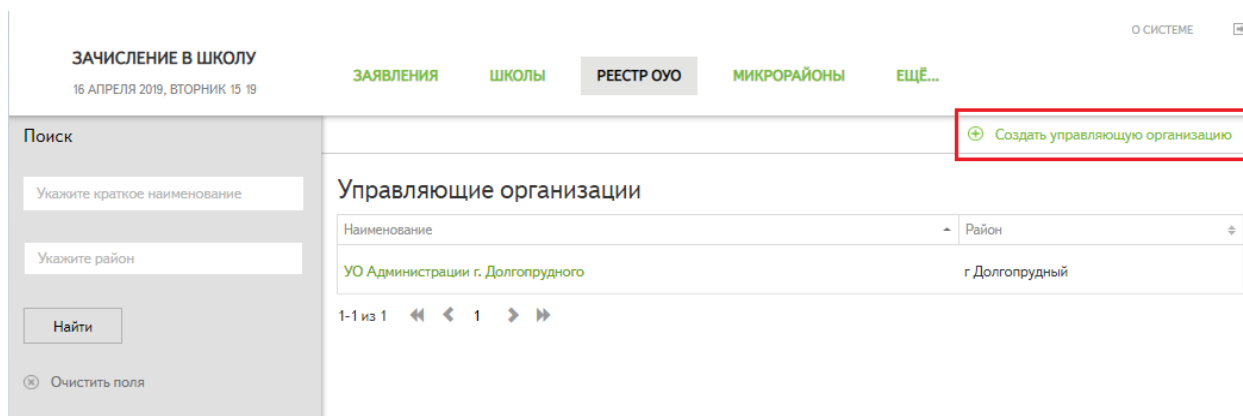 О СИСТЕМЕ
ЗАЧИСЛЕНИЕ В ШКОЛУ
16 АПРЕЛЯ 2019, ВТОРНИК 15 19
ЗАЯВЛЕНИЯ ШКОЛЫ РЕЕСТР ОУО МИКРОРАЙОНЫ ЕЩЁ...
Поиск
Укажите краткое наименование
Укажите район
Найти
Очистить поля
Создать управляющую организацию
Управляющие организации
Наименование Район
УО Администрации г. Долгопрудного г Долгопрудный
1-1 из 1 1